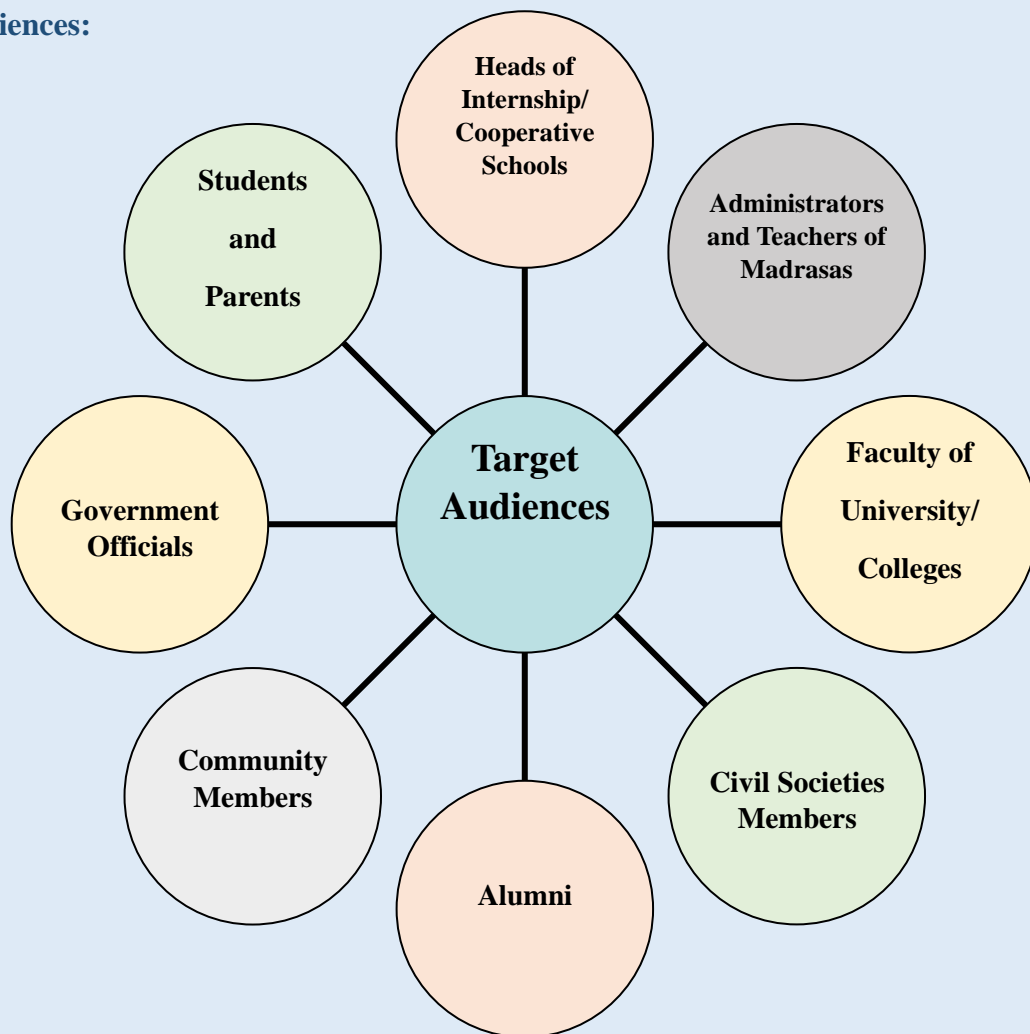 iences:
Heads of
Internship/
Cooperative
Schools
Students
and
Parents
Administrators
and Teachers of
Madrasas
Target
Audiences
Faculty of
University/
Colleges
Government
Officials
Community
Members
Civil Societies
Members
Alumni